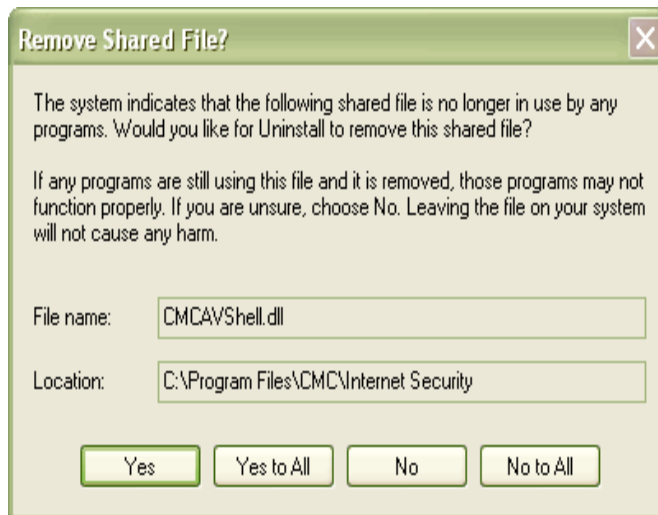 Remove Shared File?
The system indicates that the following shared file is no longer in use by any
programs. Would you like for Uninstall to remove this shared file?
If any programs are still using this file and it is removed, those programs may not
function properly. If you are unsure, choose No. Leaving the file on your system
will not cause any harm.
File name: CMCAVShell.dll
Location: C:\Program Files\CMC\Internet Security
Yes Yes to All No No to All